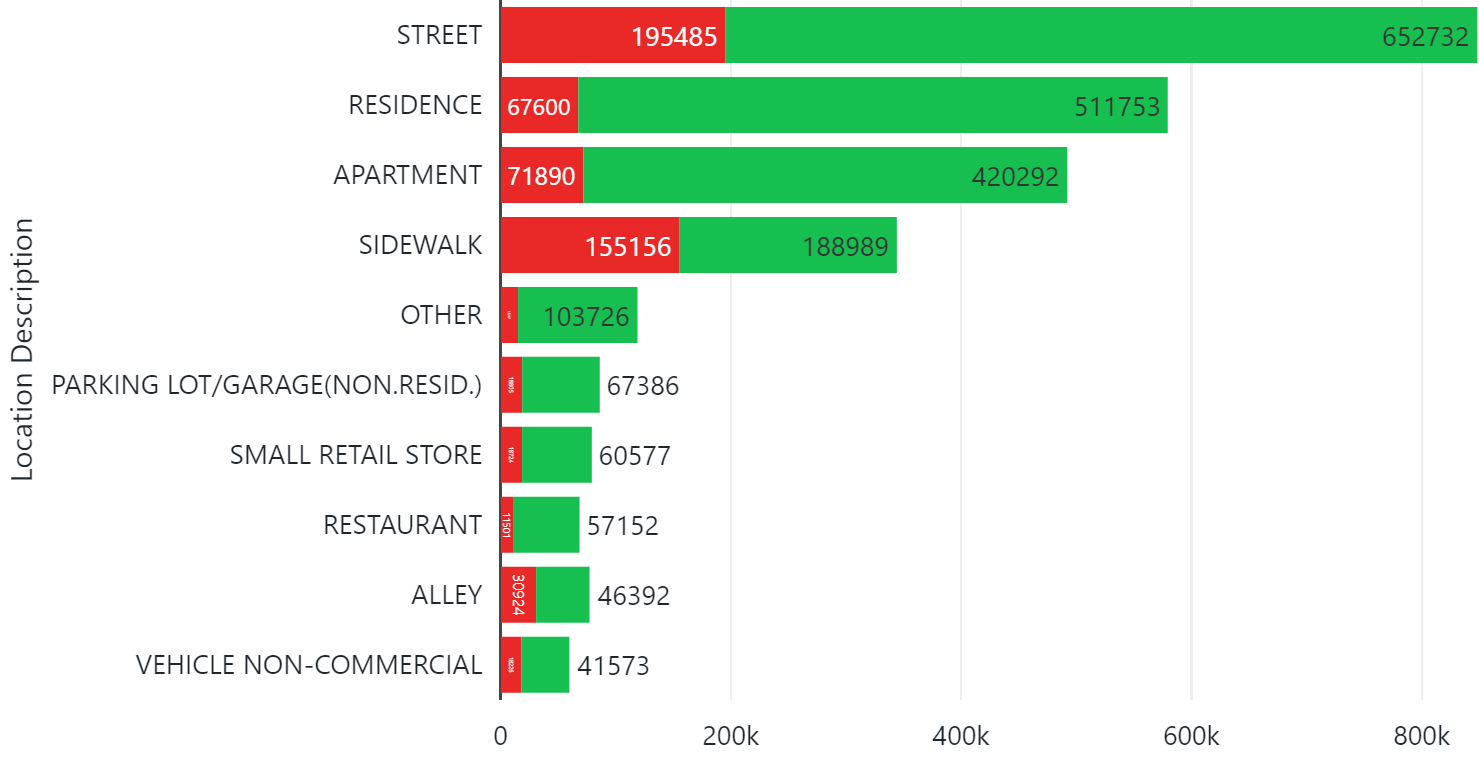 STREET 195485 652732
RESIDENCE 67600 511753
APARTMENT 71890 420292
SIDEWALK 155156 188989
OTHER 103726
PARKING LOT/GARAGE(NON.RESID.) 67386
SMALL RETAIL STORE 18724 60577
RESTAURANT 11501 57152
ALLEY 30924 46392
VEHICLE NON-COMMERCIAL 41573
0 200k 400k 600k 800k
Location Description